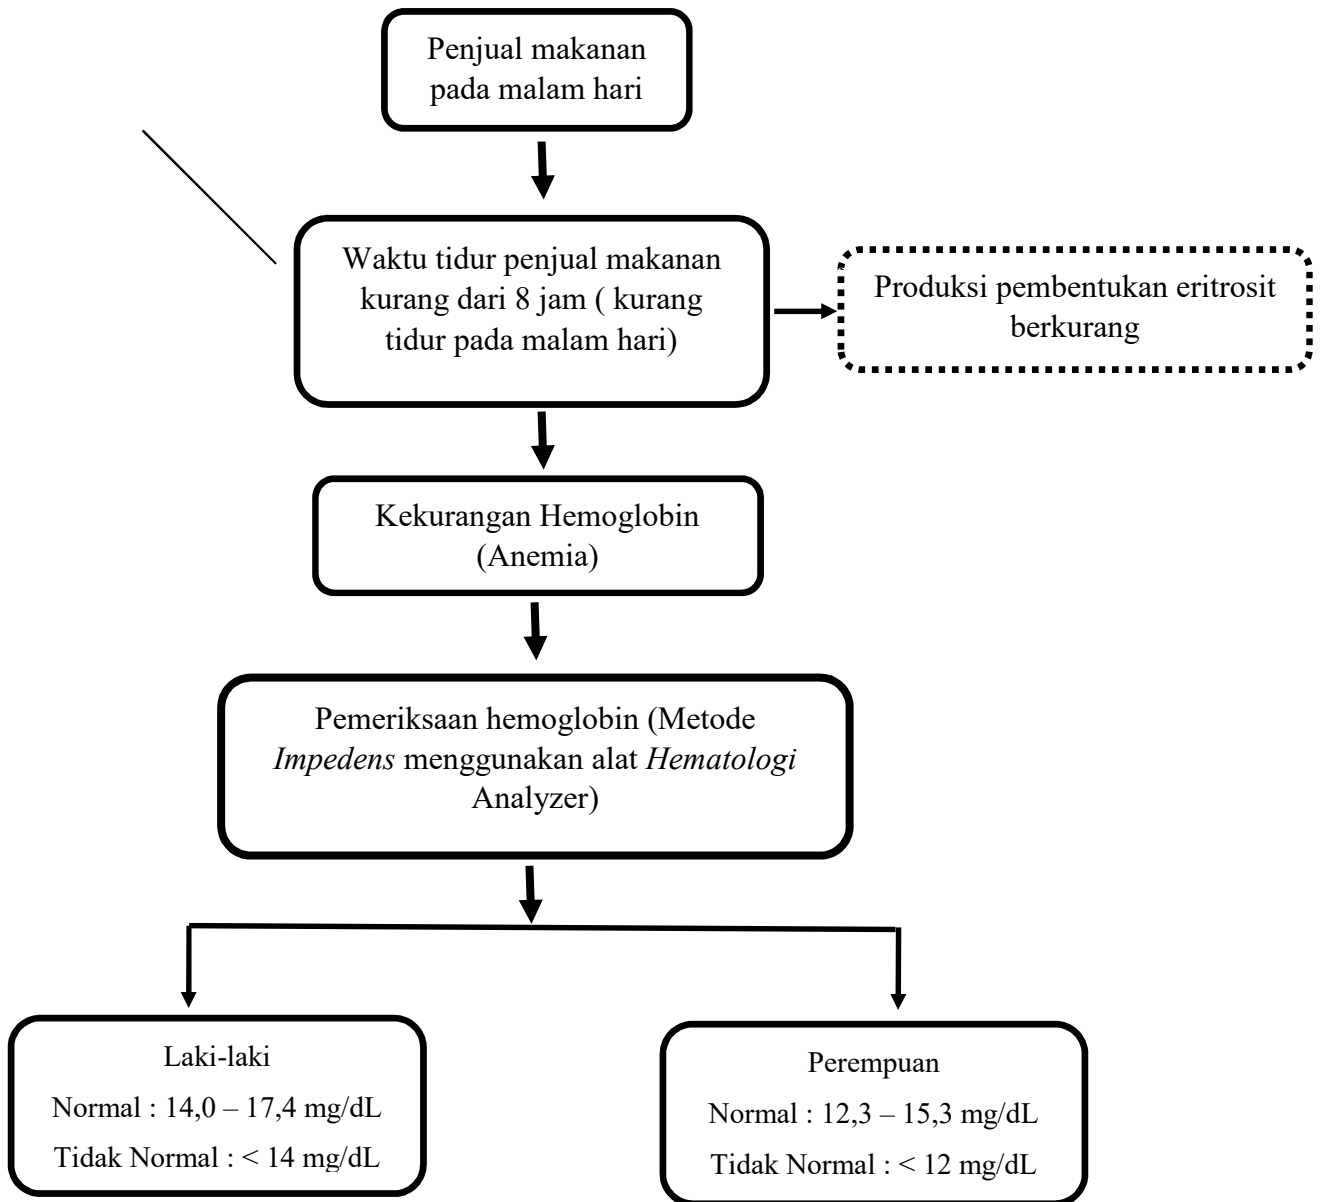 Penjual makanan
pada malam hari
Waktu tidur penjual makanan
kurang dari 8 jam ( kurang
tidur pada malam hari)
Produksi pembentukan eritrosit
berkurang
Kekurangan Hemoglobin
(Anemia)
Pemeriksaan hemoglobin (Metode
Impedens menggunakan alat Hematologi
Analyzer)
Laki-laki
Normal : 14,0 – 17,4 mg/dL
Tidak Normal : < 14 mg/dL
Perempuan
Normal : 12,3 – 15,3 mg/dL
Tidak Normal : < 12 mg/dL